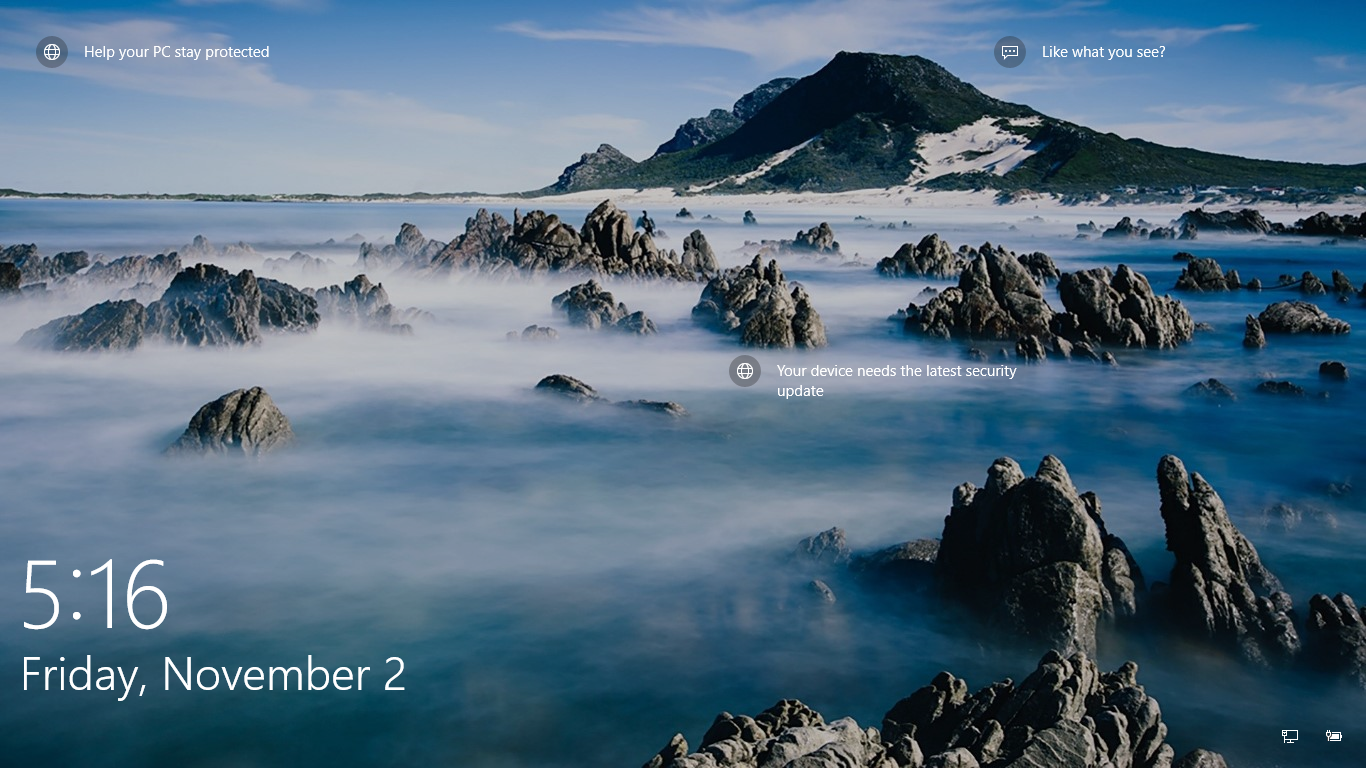 Help your PC stay protected
Like what you see?
Your device needs the latest security
update
5:16
Friday, November 2